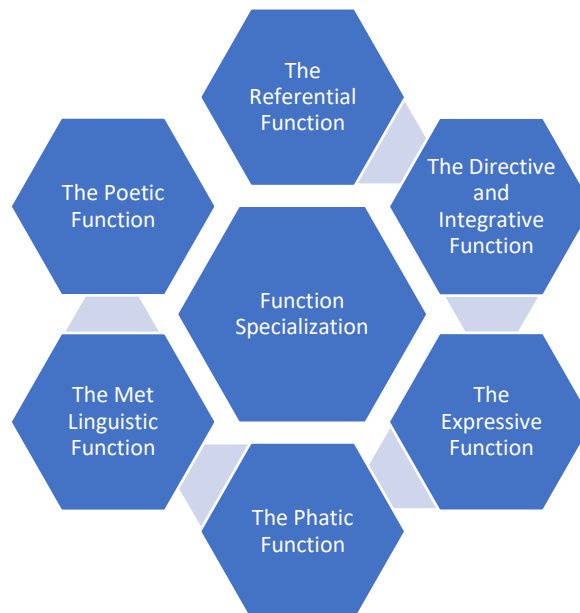 The
Referential
Function
The Directive
and
Integrative
Function
The
Expressive
Function
The Phatic
Function
The Met
Linguistic
Function
The Poetic
Function
Function
Specialization